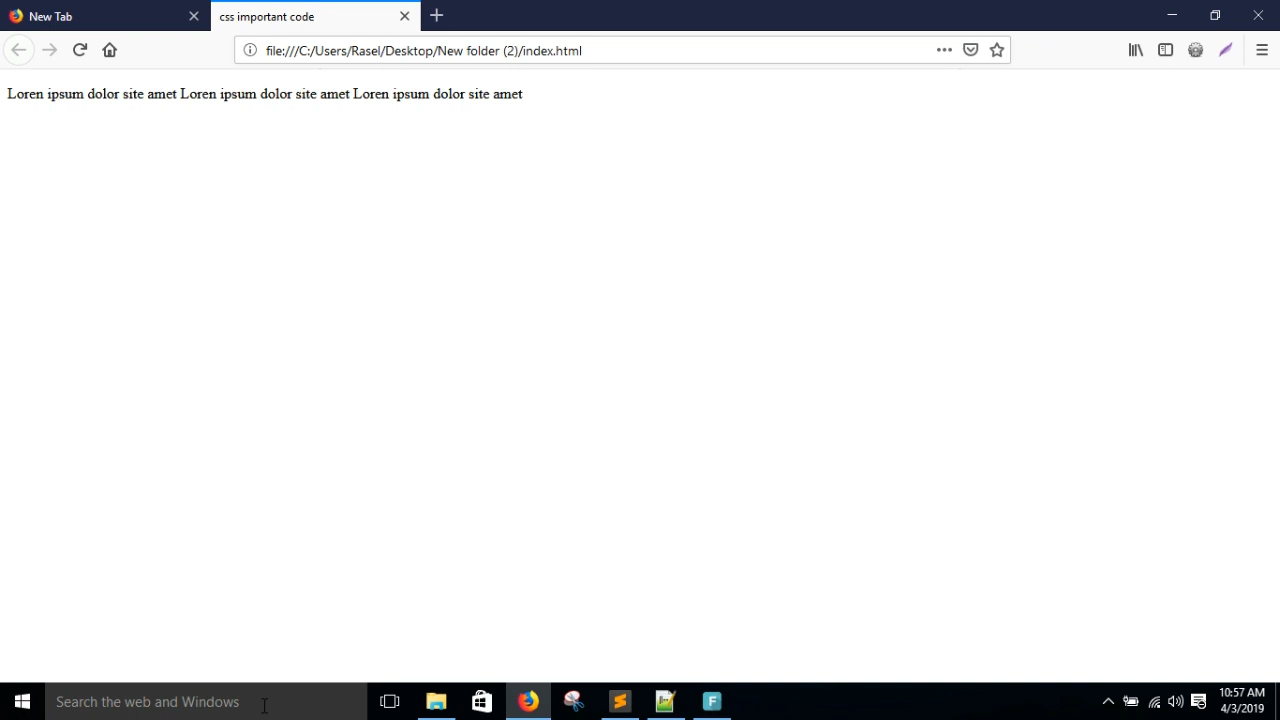 New Tab
css important code
file:///C:/Users/Rasel/Desktop/New folder (2)/index.html
Loren ipsum dolor site amet Loren ipsum dolor site amet Loren ipsum dolor site amet
Search the web and Windows
F
10:57 AM
4/3/2019